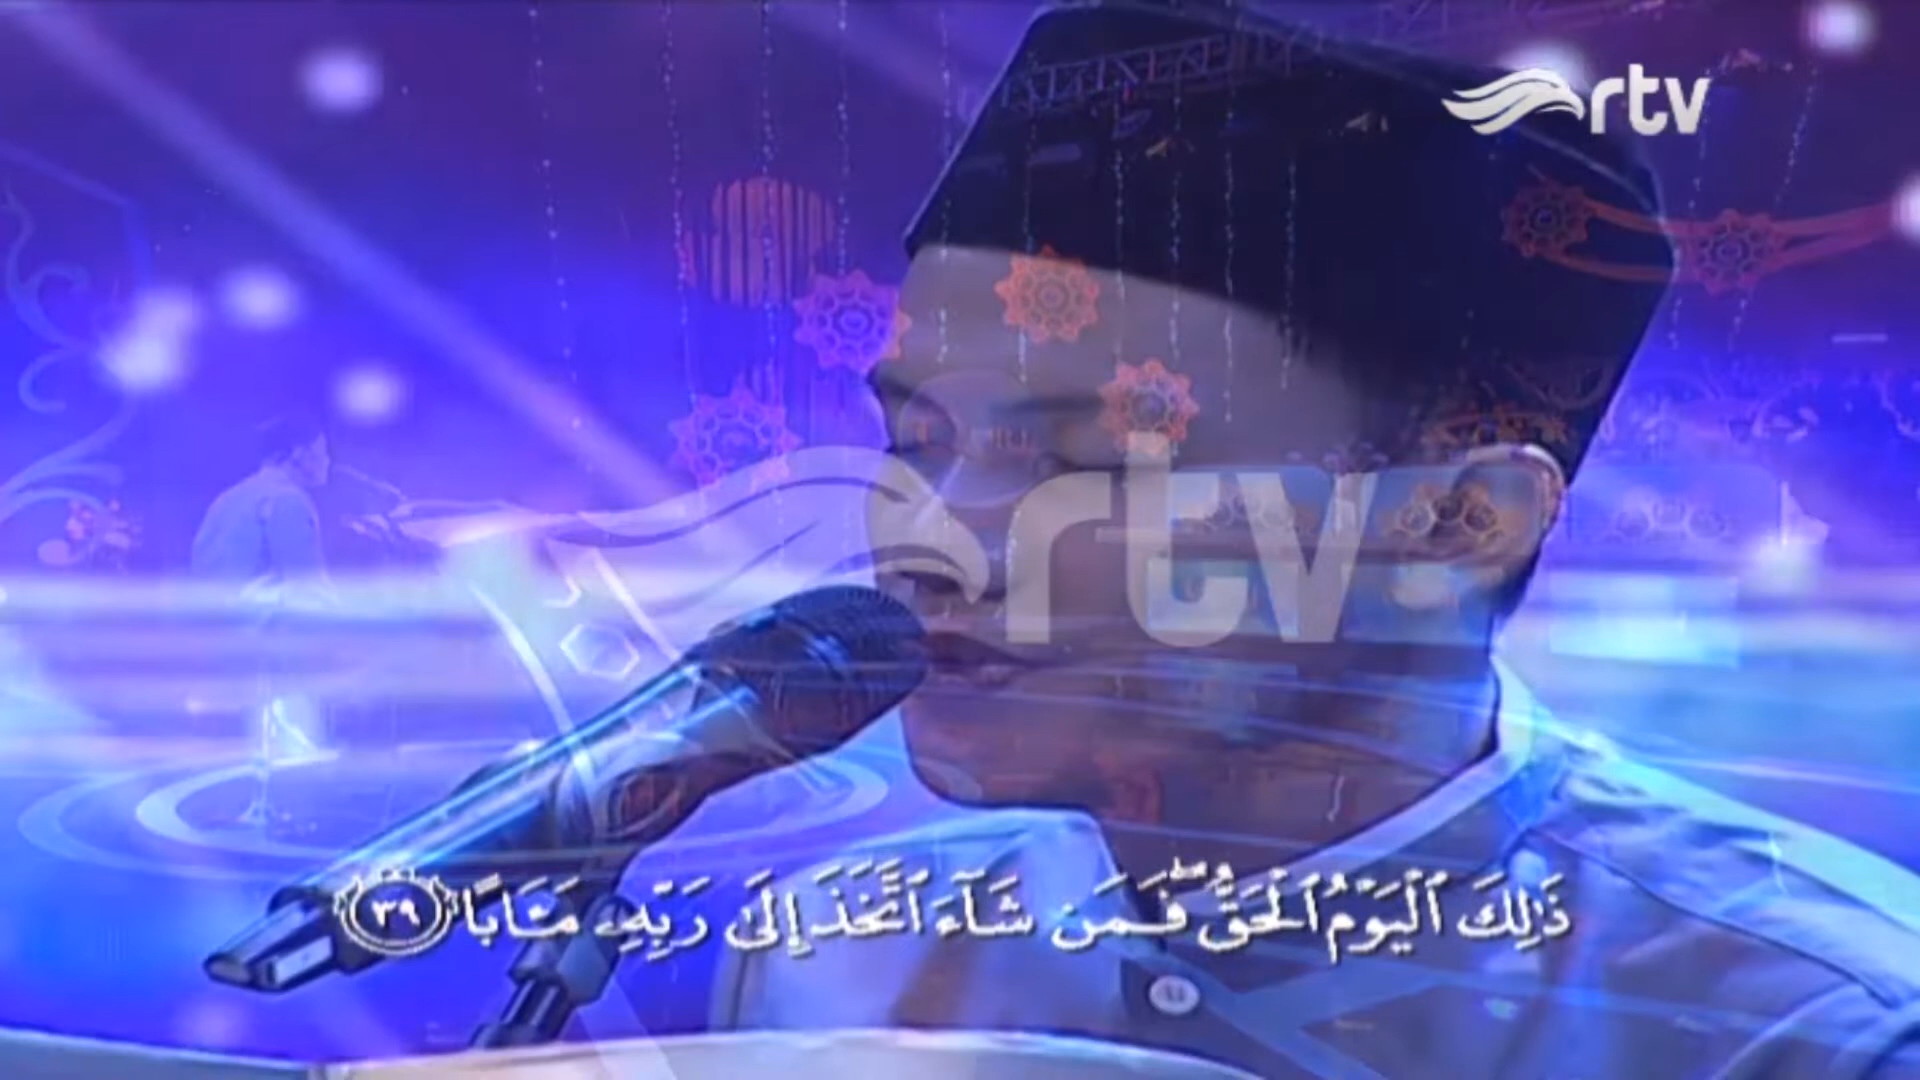 rtv
rtv
ذَٰلِكَ ٱلْيَوْمُ ٱلْحَقُّ ۖ فَمَن شَآءَ ٱتَّخَذَ إِلَىٰ رَبِّهِۦ مَـَٔابًا ٣٩